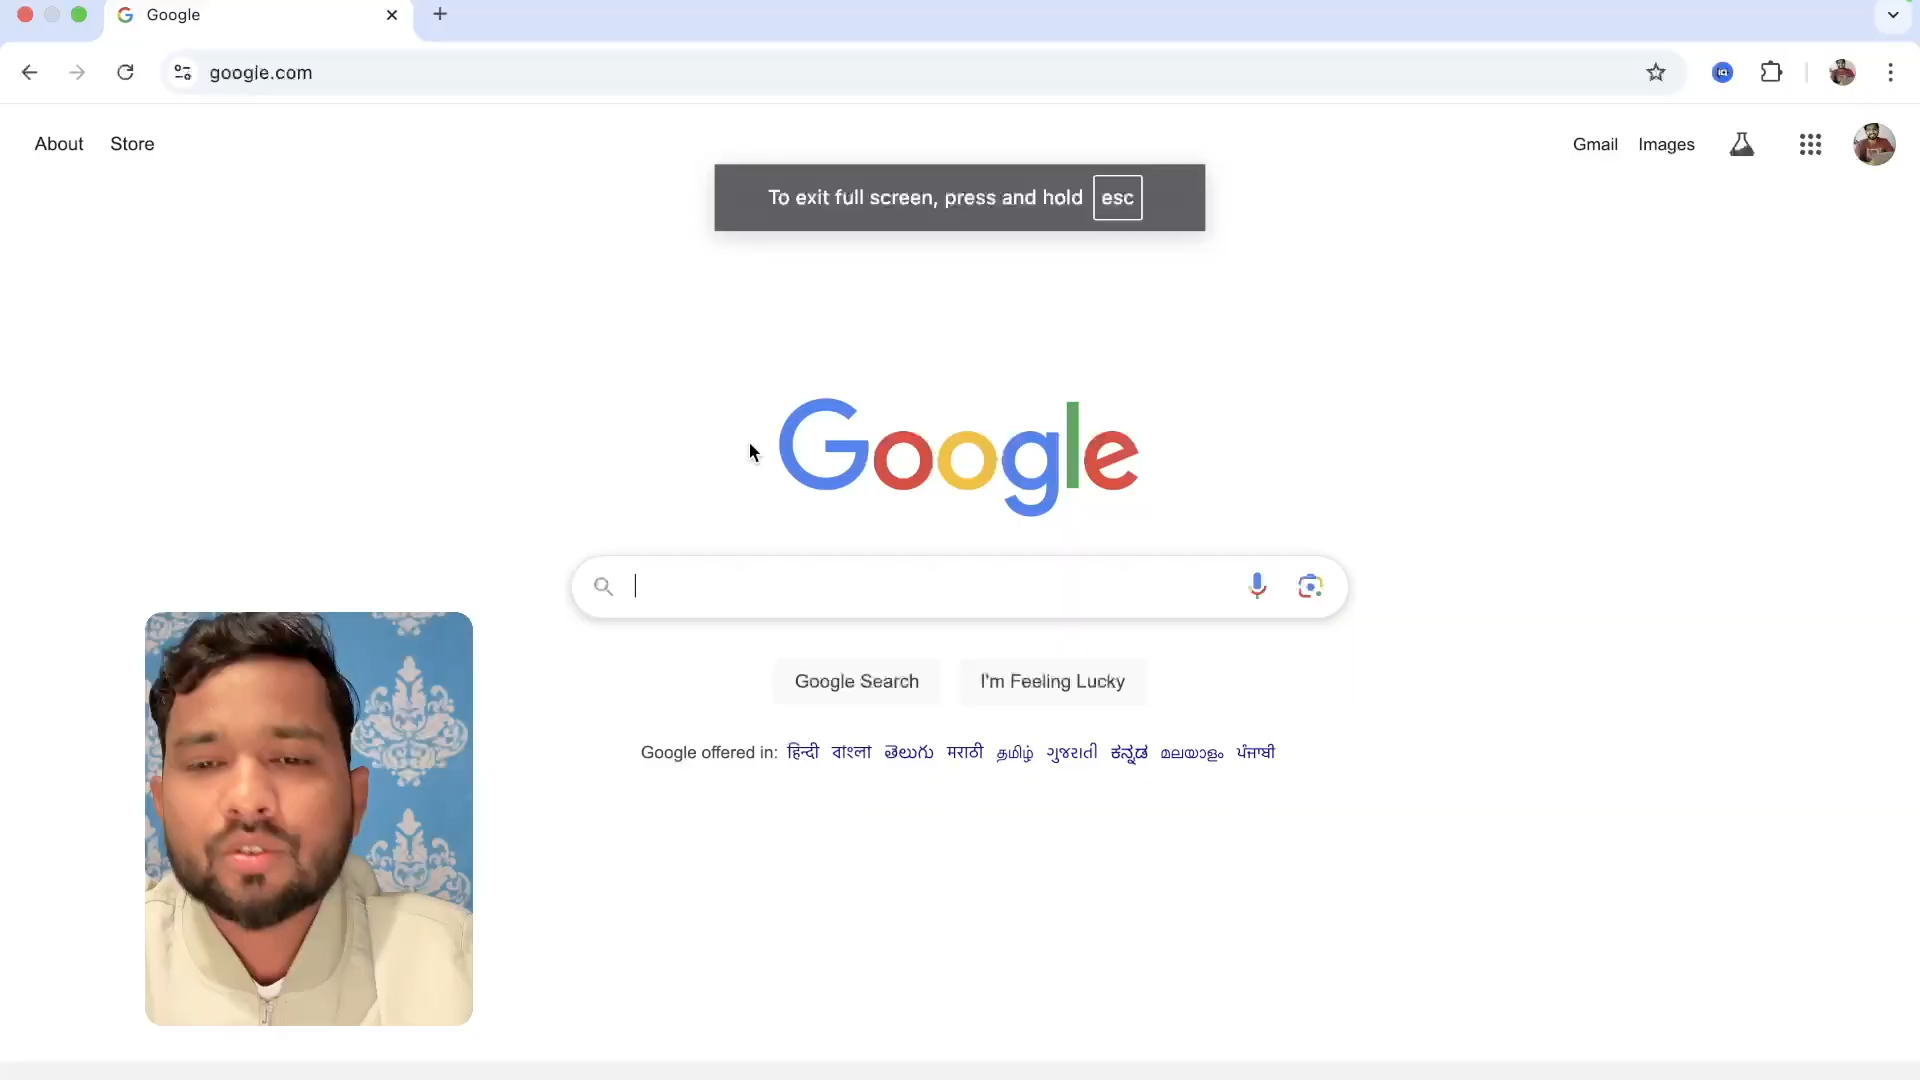 Google
google.com
About Store
Gmail Images
To exit full screen, press and hold esc
Google
Google Search I'm Feeling Lucky
Google offered in: हिन्दी বাংলা తెలుగు मराठी தமிழ் ગુજરાતી ಕನ್ನಡ മലയാളം ਪੰਜਾਬੀ